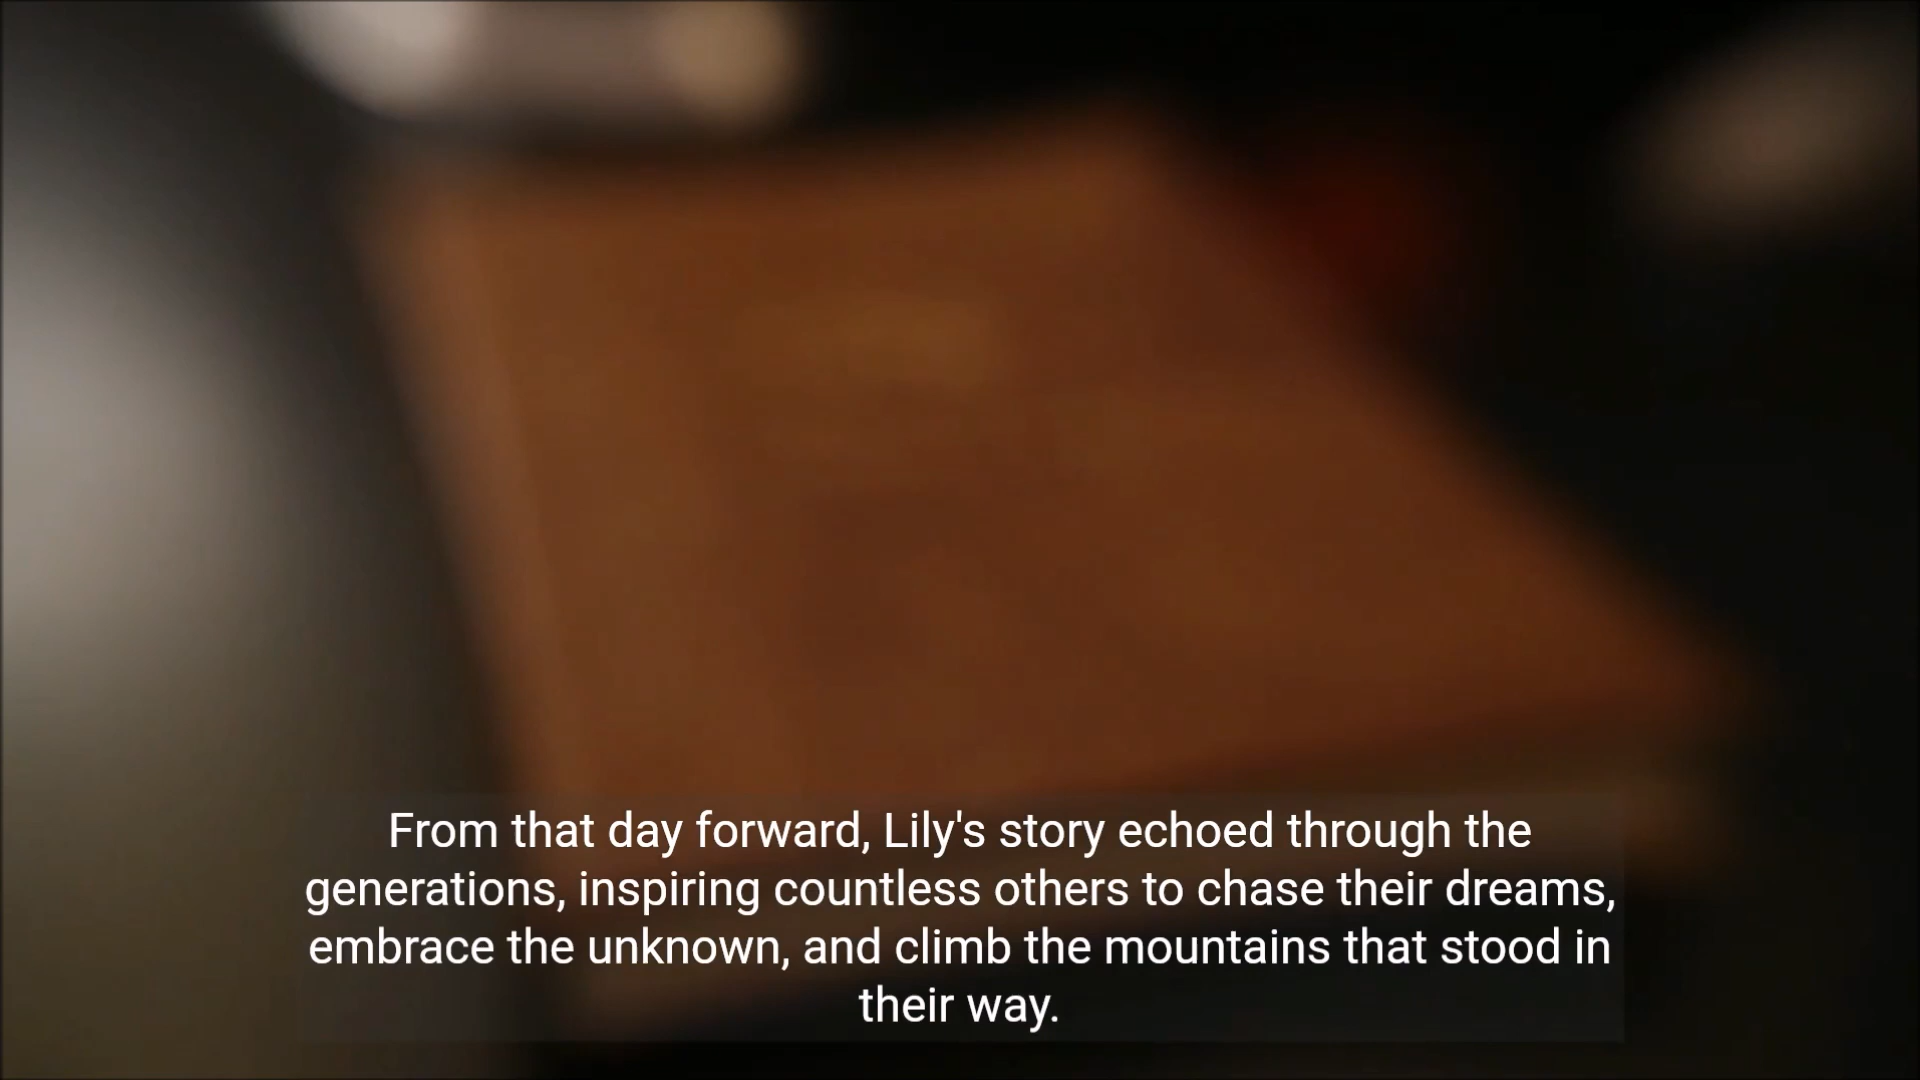 From that day forward, Lily's story echoed through the
generations, inspiring countless others to chase their dreams,
embrace the unknown, and climb the mountains that stood in
their way.